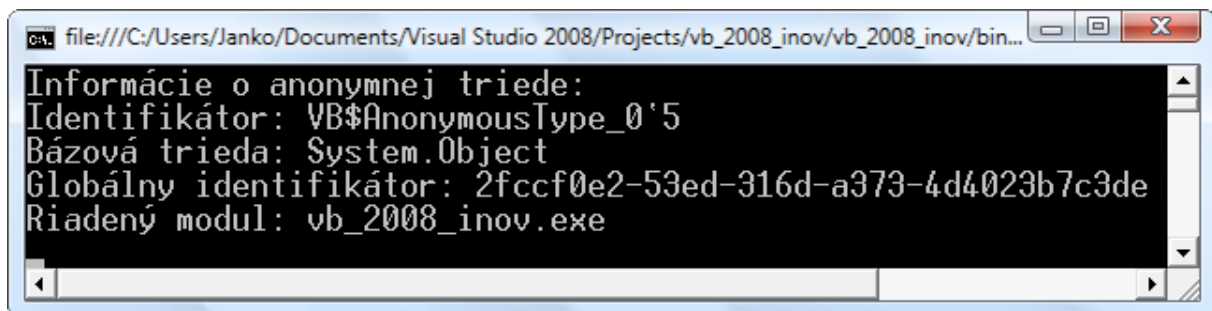 file:///C:/Users/Janko/Documents/Visual Studio 2008/Projects/vb_2008_inov/vb_2008_inov/bin...
Informácie o anonymnej triede:
Identifikátor: VB$AnonymousType_0`5
Bázová trieda: System.Object
Globálny identifikátor: 2fccf0e2-53ed-316d-a373-4d4023b7c3de
Riadený modul: vb_2008_inov.exe